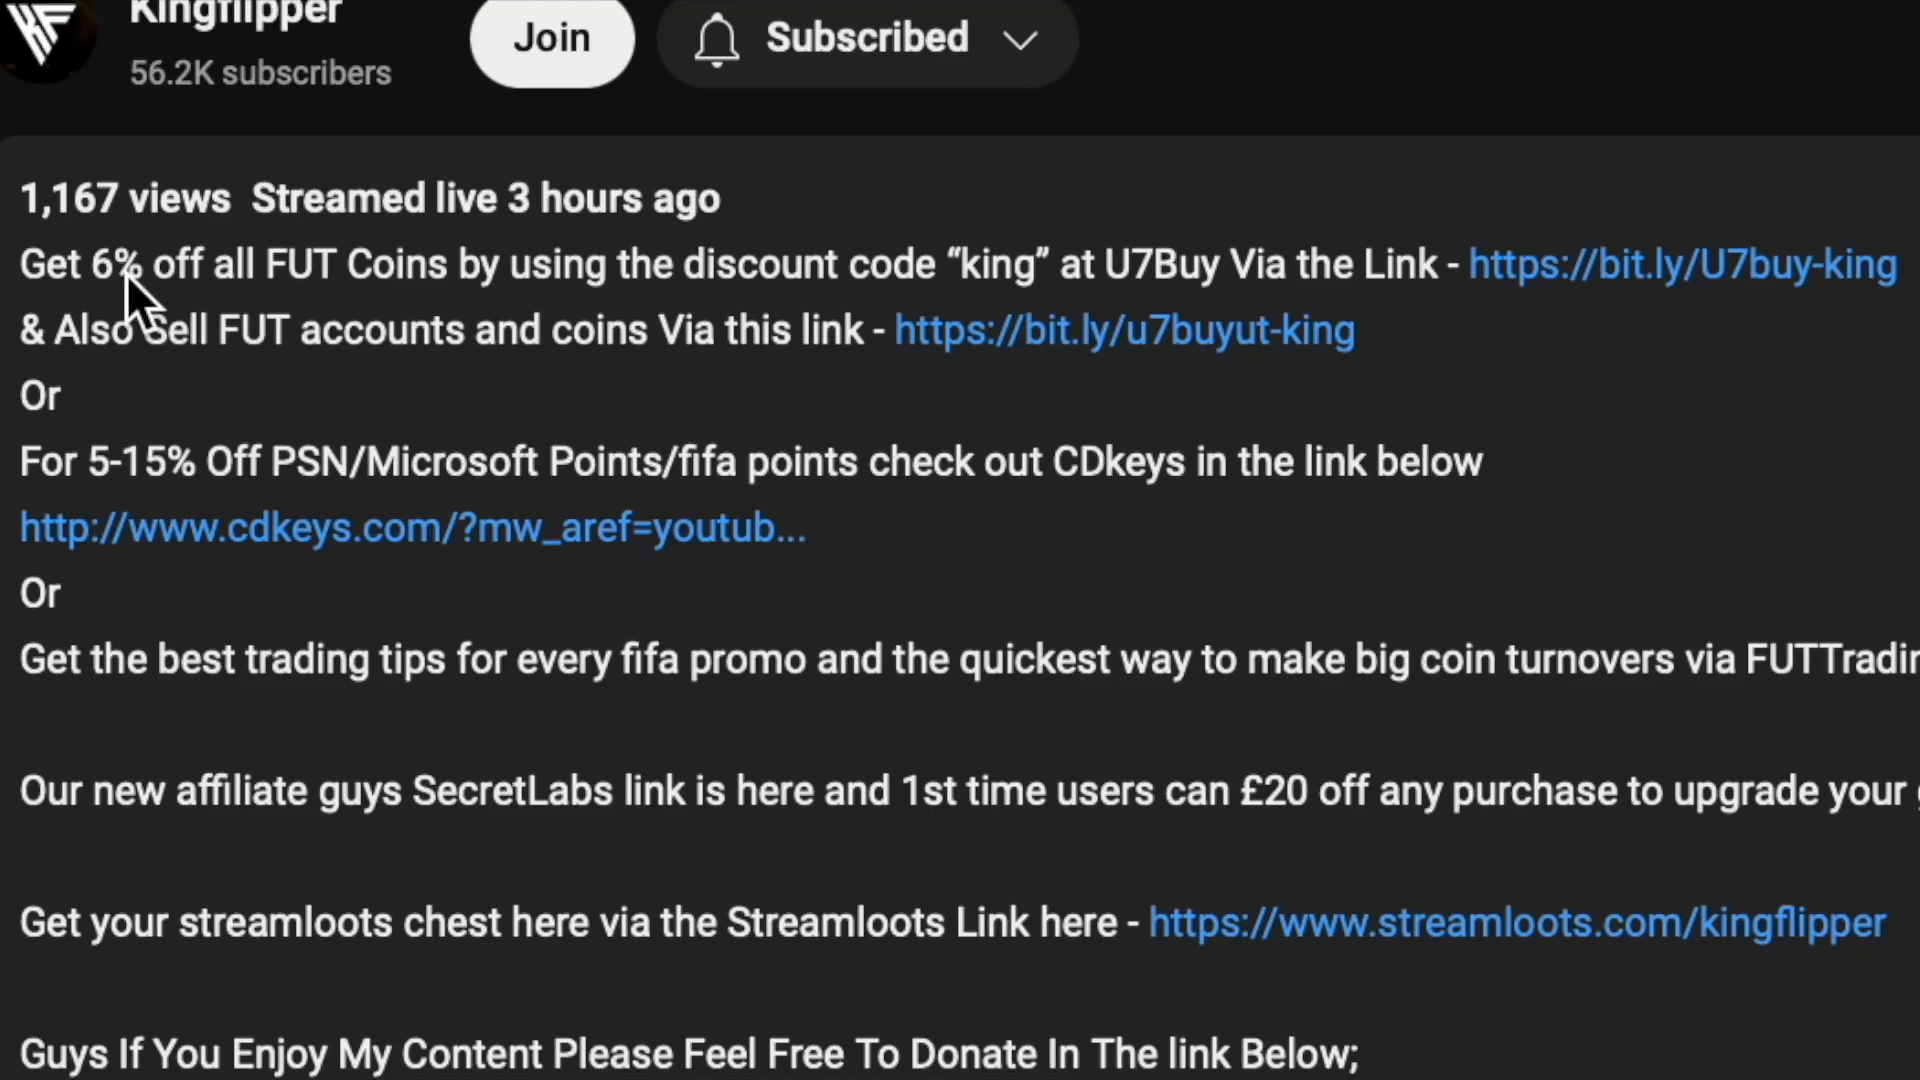 Kingflipper
Join
Subscribed
56.2K subscribers
1,167 views Streamed live 3 hours ago
Get 6% off all FUT Coins by using the discount code “king” at U7Buy Via the Link - https://bit.ly/U7buy-king
& Also Sell FUT accounts and coins Via this link - https://bit.ly/u7buyut-king
Or
For 5-15% Off PSN/Microsoft Points/fifa points check out CDkeys in the link below
http://www.cdkeys.com/?mw_aref=youtub...
Or
Get the best trading tips for every fifa promo and the quickest way to make big coin turnovers via FUTTradin
Our new affiliate guys SecretLabs link is here and 1st time users can £20 off any purchase to upgrade your
Get your streamloots chest here via the Streamloots Link here - https://www.streamloots.com/kingflipper
Guys If You Enjoy My Content Please Feel Free To Donate In The link Below;